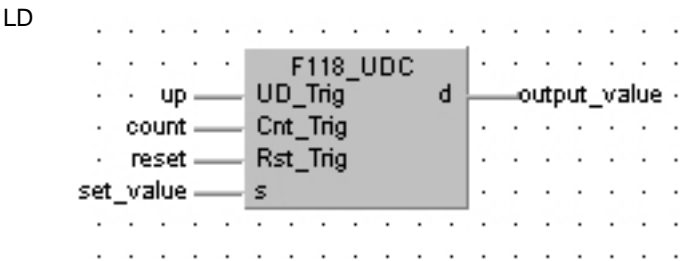 LD
F118_UDC
up UD_Trig d output_value
count Cnt_Trig
reset Rst_Trig
set_value s